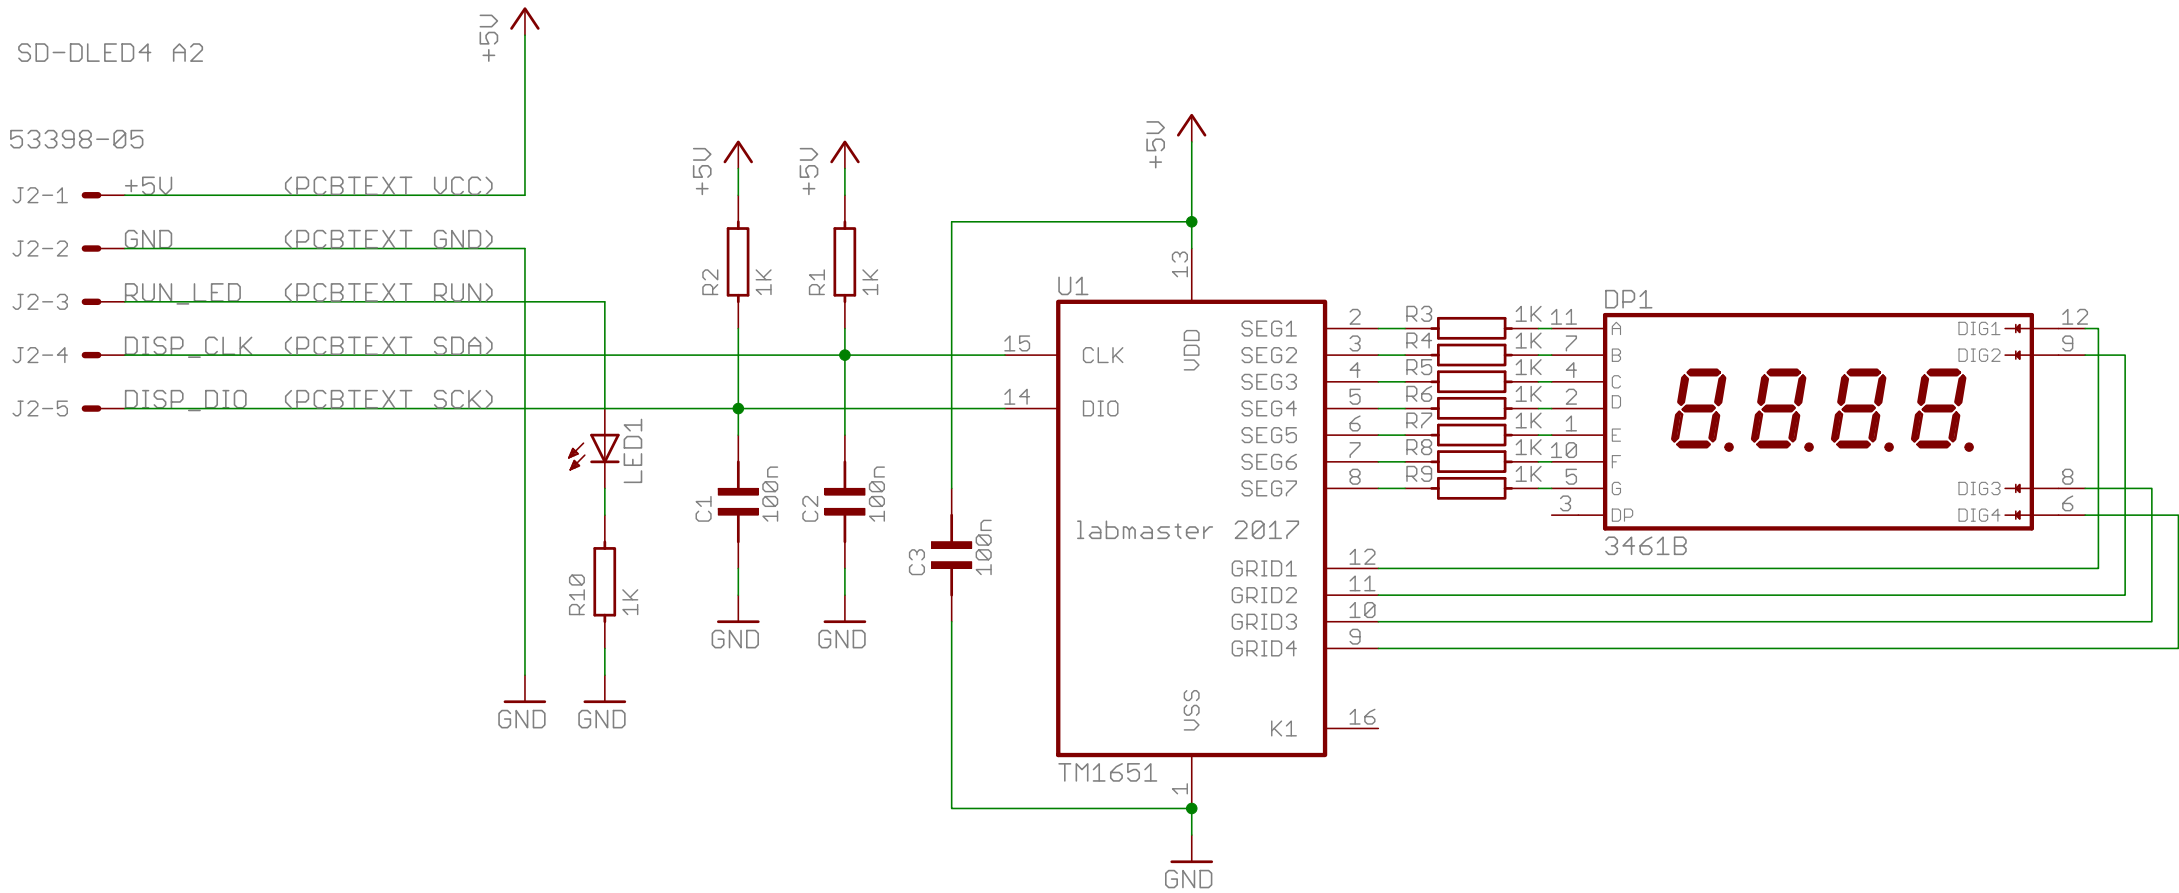 SD-DLED4 A2
53398-05
J2-1 +5V (PCBTEXT VCC)
J2-2 GND (PCBTEXT GND)
J2-3 RUN_LED (PCBTEXT RUN)
J2-4 DISP_CLK (PCBTEXT SDA)
J2-5 DISP_DIO (PCBTEXT SCK)
+5V
GND
LED1
R10
1K
GND
+5V
R2
1K
C1
100n
GND
+5V
R1
1K
C2
100n
GND
+5V
C3
100n
13
U1
VDD
15 CLK
14 DIO
SEG1 2 R3 1K 11 A
SEG2 3 R4 1K 7 B
SEG3 4 R5 1K 4 C
SEG4 5 R6 1K 2 D
SEG5 6 R7 1K 1 E
SEG6 7 R8 1K 10 F
SEG7 8 R9 1K 5 G
3 DP
labmaster 2017
GRID1 12
GRID2 11
GRID3 10
GRID4 9
VSS
K1 16
TM1651
1
GND
DP1
8.8.8.8.
DIG1 12
DIG2 9
DIG3 8
DIG4 6
3461B